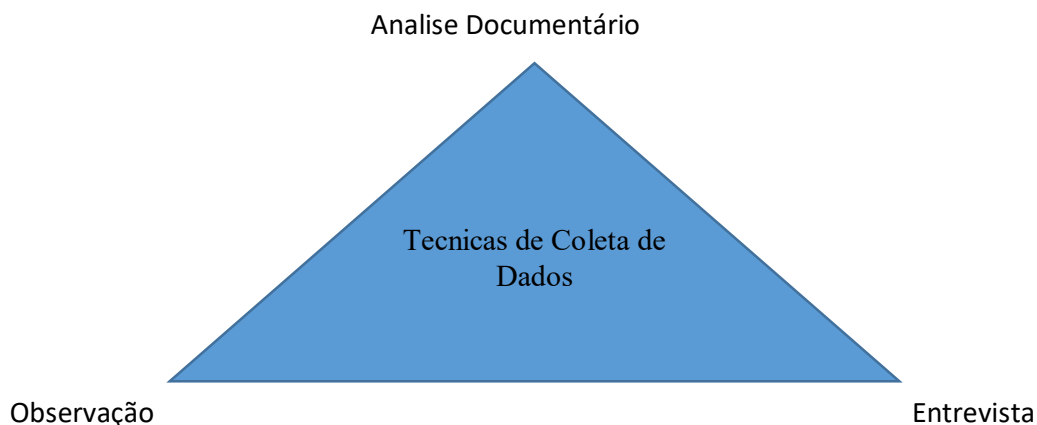 Analise Documentário
Tecnicas de Coleta de
Dados
Observação
Entrevista